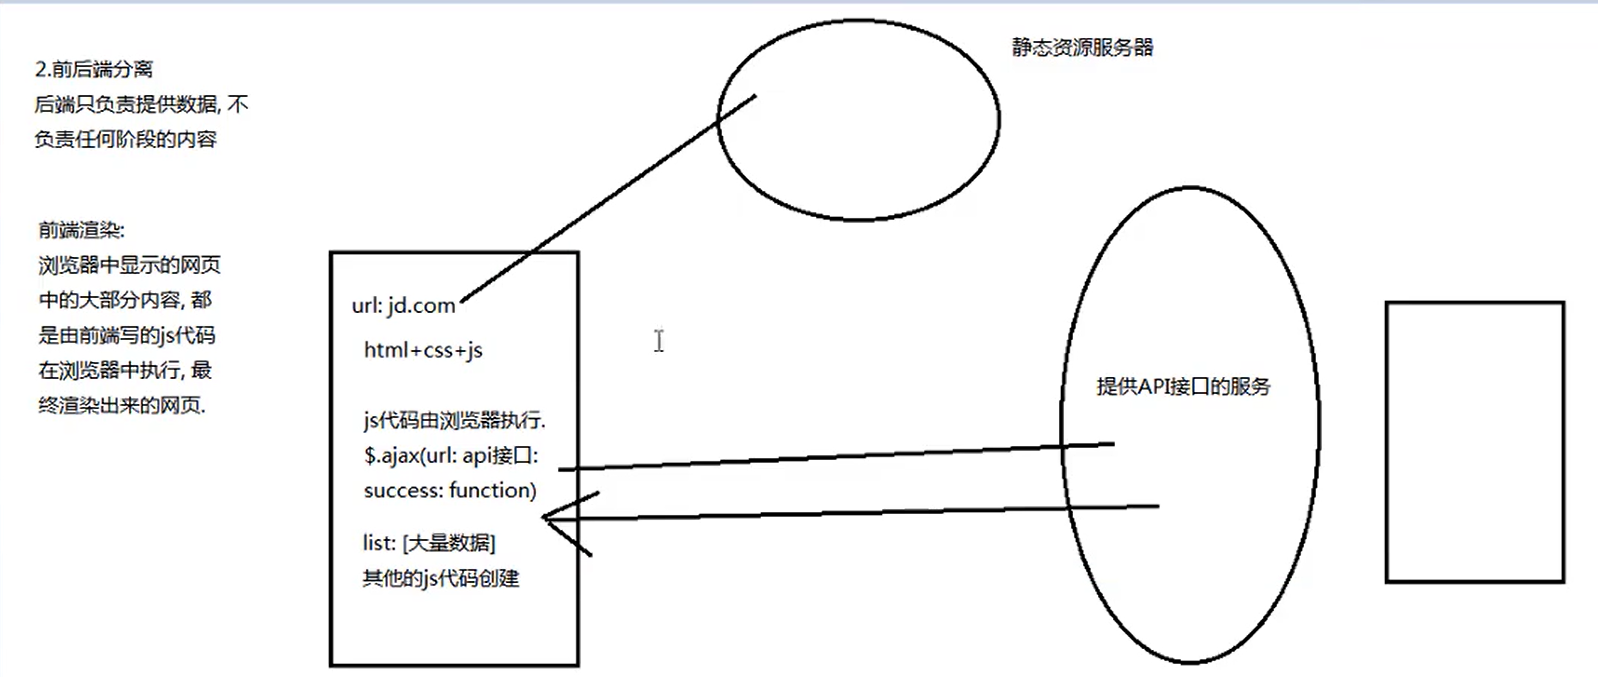 2.前后端分离
后端只负责提供数据, 不
负责任何阶段的内容
前端渲染:
浏览器中显示的网页
中的大部分内容, 都
是由前端写的js代码
在浏览器中执行, 最
终渲染出来的网页.
静态资源服务器
url: jd.com
html+css+js
js代码由浏览器执行.
$.ajax(url: api接口:
success: function)
list: [大量数据]
其他的js代码创建
提供API接口的服务